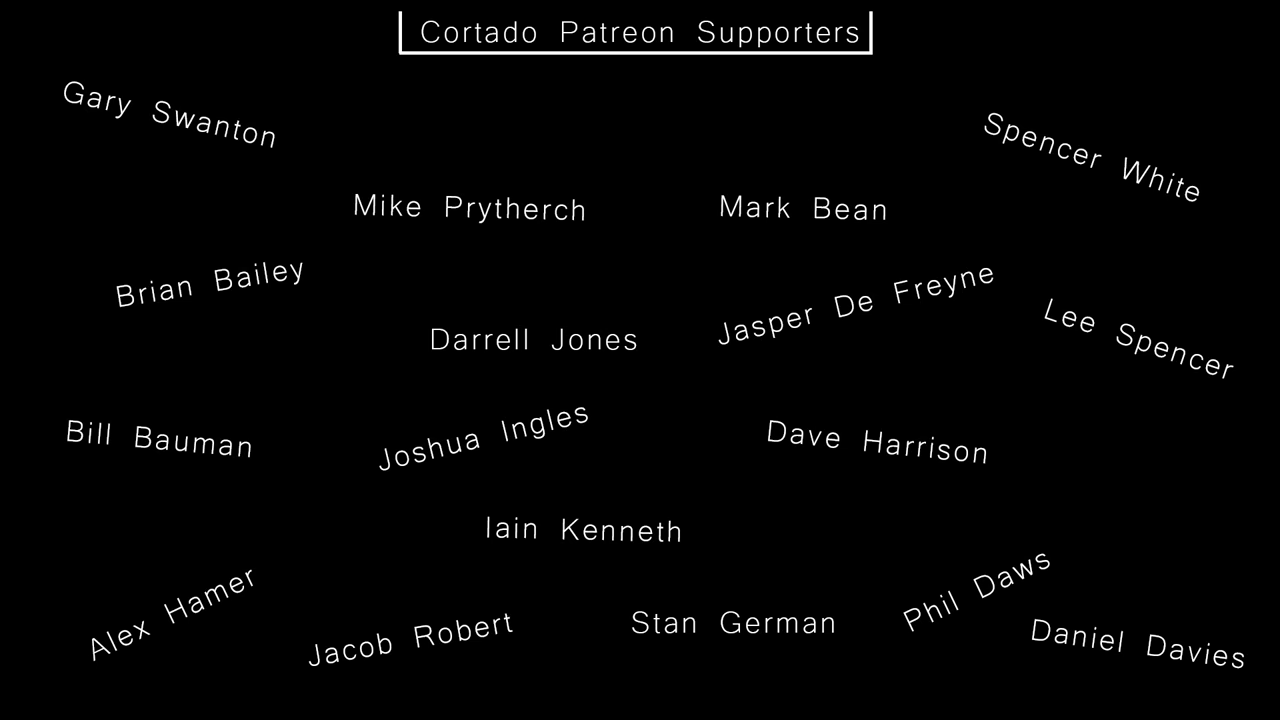 Cortado Patreon Supporters
Gary Swanton
Spencer White
Mike Prytherch
Mark Bean
Brian Bailey
Jasper De Freyne
Lee Spencer
Darrell Jones
Bill Bauman
Joshua Ingles
Dave Harrison
Iain Kenneth
Alex Hamer
Jacob Robert
Stan German
Phil Daws
Daniel Davies